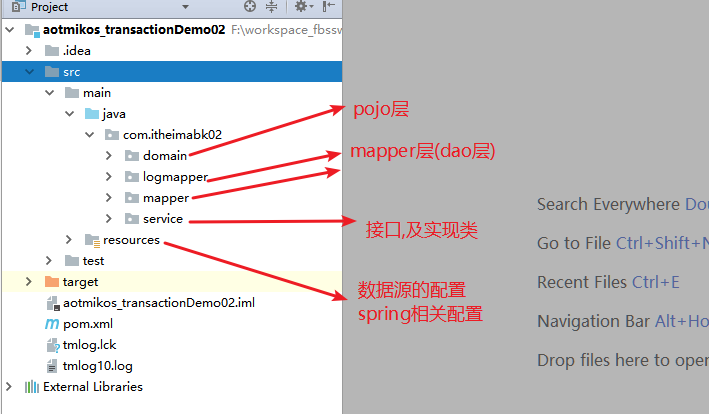 Project
aotmikos_transactionDemo02 F:\workspace_fbssw
.idea
src
main
java
com.itheimabk02
domain
logmapper
mapper
service
resources
test
target
aotmikos_transactionDemo02.iml
pom.xml
tmlog.lck
tmlog10.log
External Libraries
pojo层
mapper层(dao层)
接口,及实现类
数据源的配置
spring相关配置
Search Everywhere Dou
Go to File Ctrl+Shift+N
Recent Files Ctrl+E
Navigation Bar Alt+Ho
Drop files here to oper